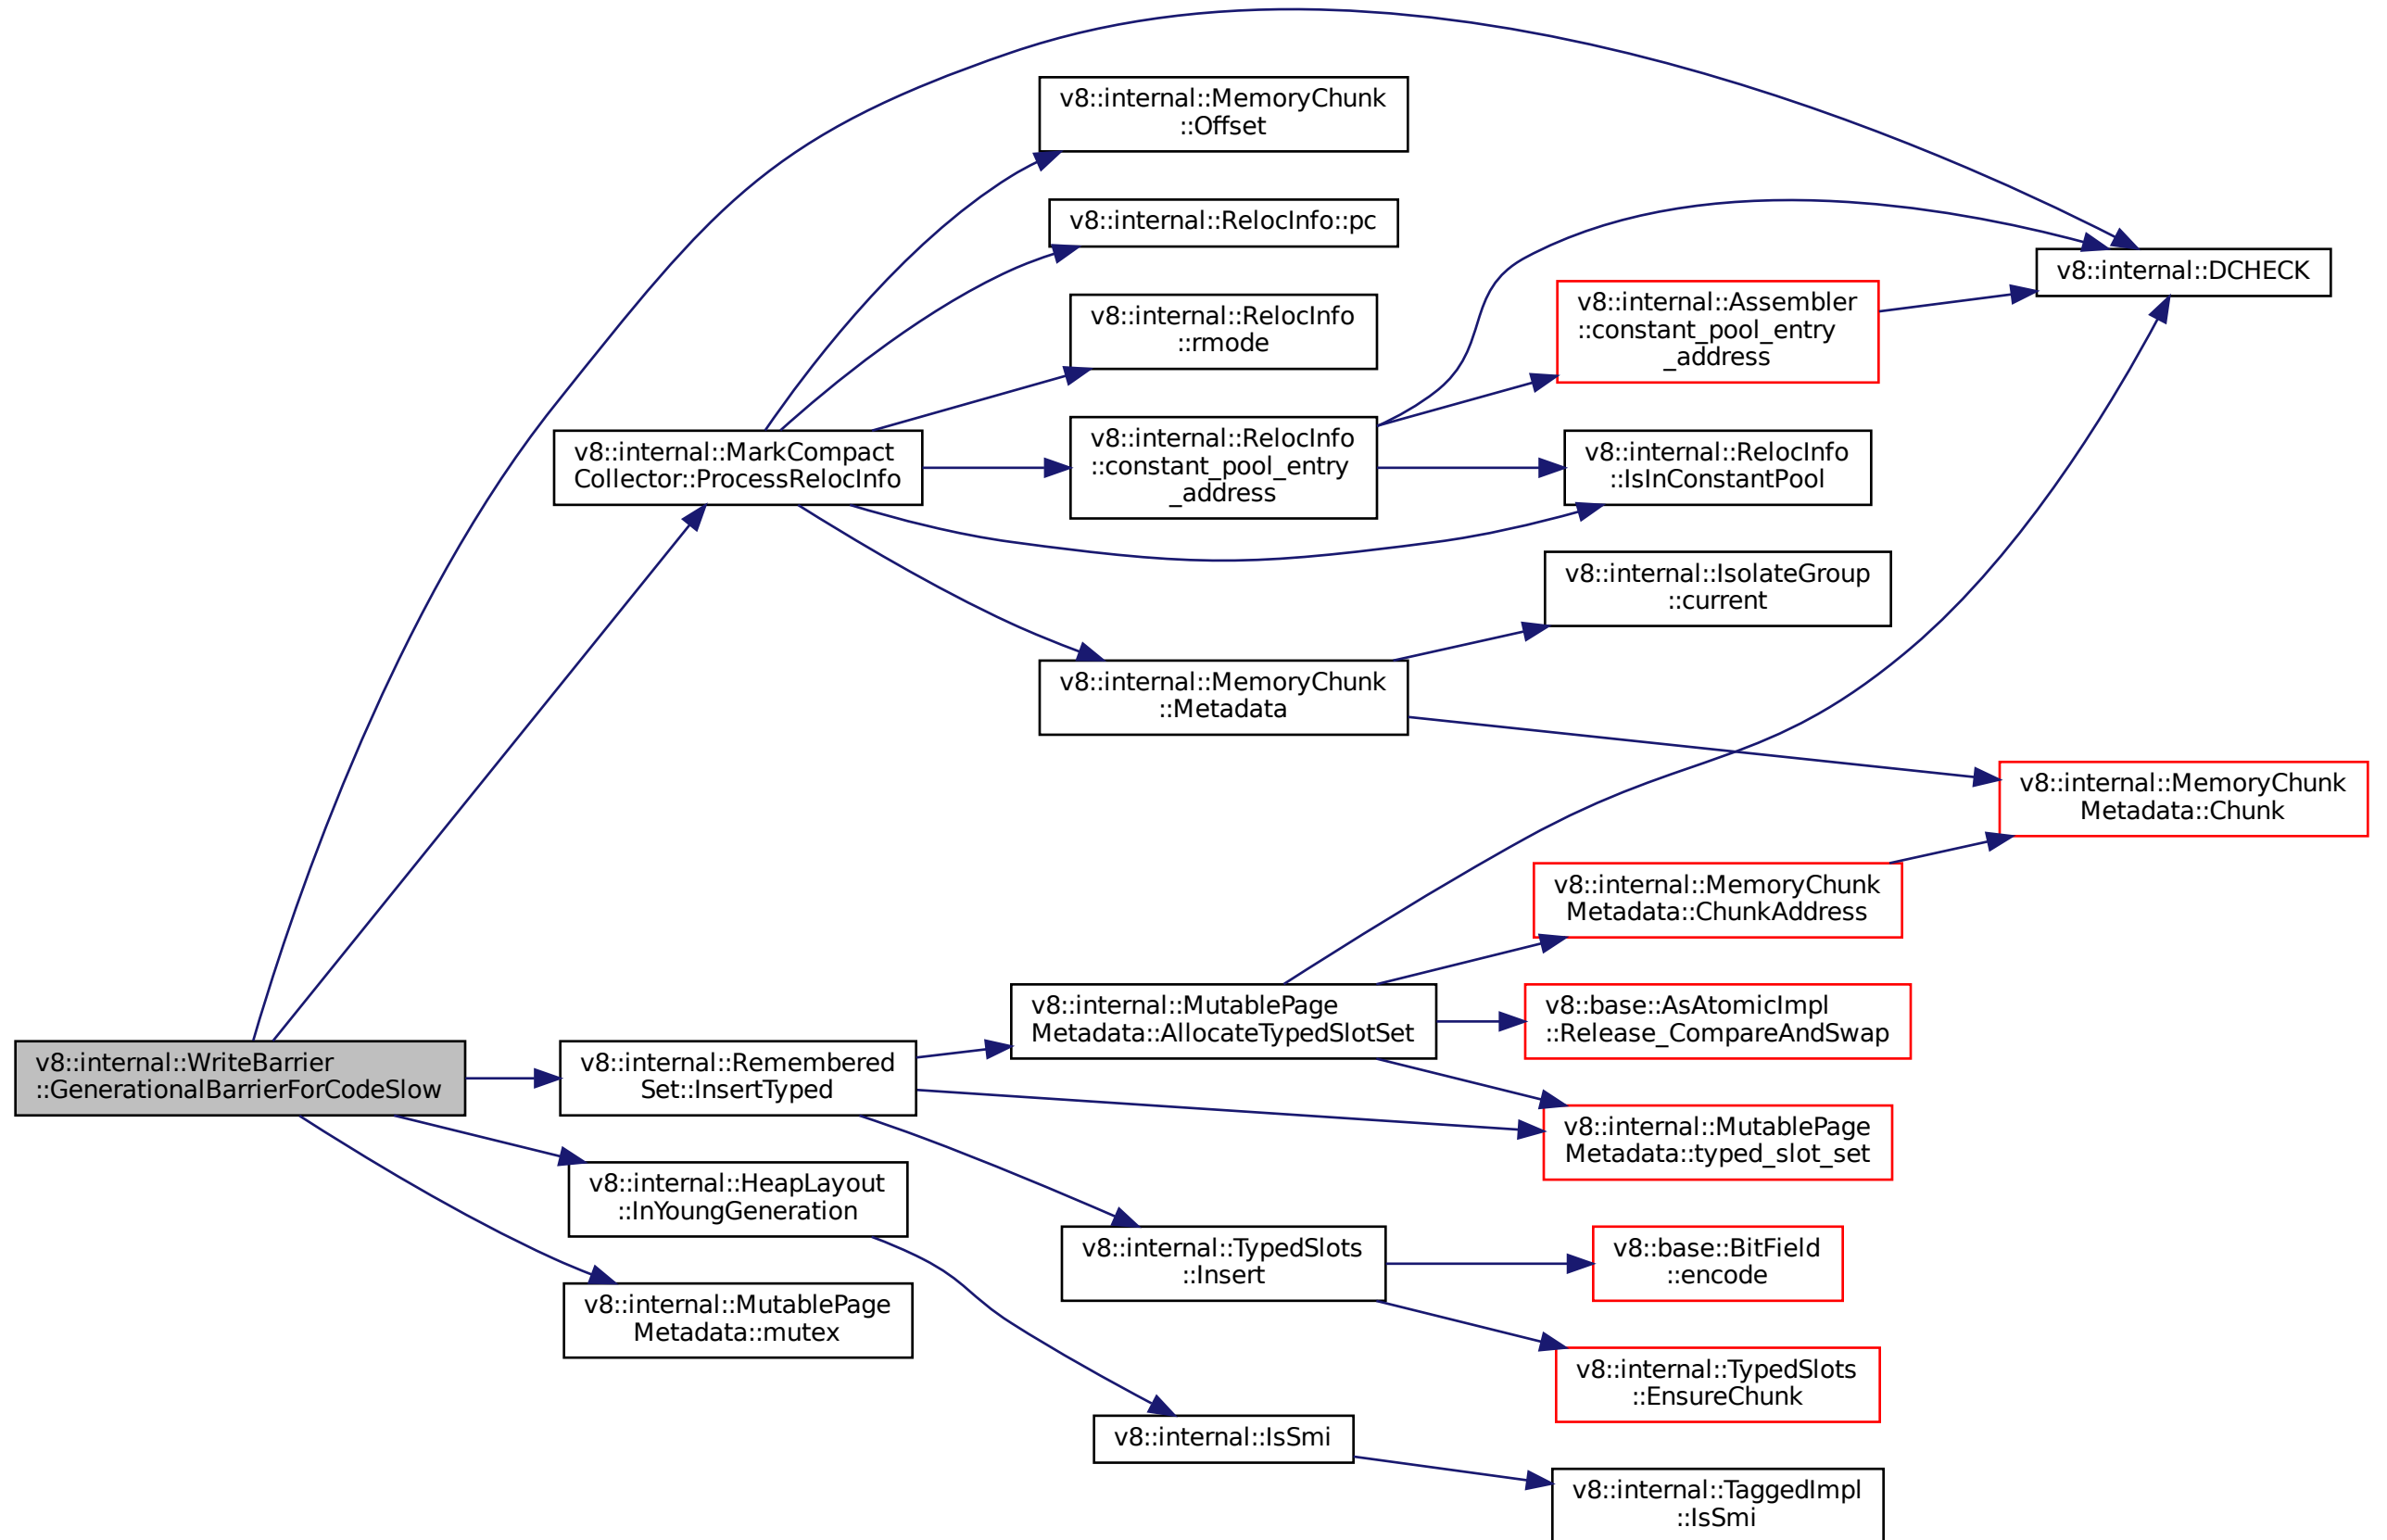 v8::internal::MemoryChunk
::Offset
v8::internal::RelocInfo::pc
v8::internal::DCHECK
v8::internal::RelocInfo
::rmode
v8::internal::Assembler
::constant_pool_entry
_address
v8::internal::MarkCompact
Collector::ProcessRelocInfo
v8::internal::RelocInfo
::constant_pool_entry
_address
v8::internal::RelocInfo
::IsInConstantPool
v8::internal::IsolateGroup
::current
v8::internal::MemoryChunk
::Metadata
v8::internal::MemoryChunk
Metadata::Chunk
v8::internal::MemoryChunk
Metadata::ChunkAddress
v8::internal::WriteBarrier
::GenerationalBarrierForCodeSlow
v8::internal::Remembered
Set::InsertTyped
v8::internal::MutablePage
Metadata::AllocateTypedSlotSet
v8::base::AsAtomicImpl
::Release_CompareAndSwap
v8::internal::MutablePage
Metadata::typed_slot_set
v8::internal::HeapLayout
::InYoungGeneration
v8::internal::TypedSlots
::Insert
v8::base::BitField
::encode
v8::internal::MutablePage
Metadata::mutex
v8::internal::TypedSlots
::EnsureChunk
v8::internal::IsSmi
v8::internal::TaggedImpl
::IsSmi